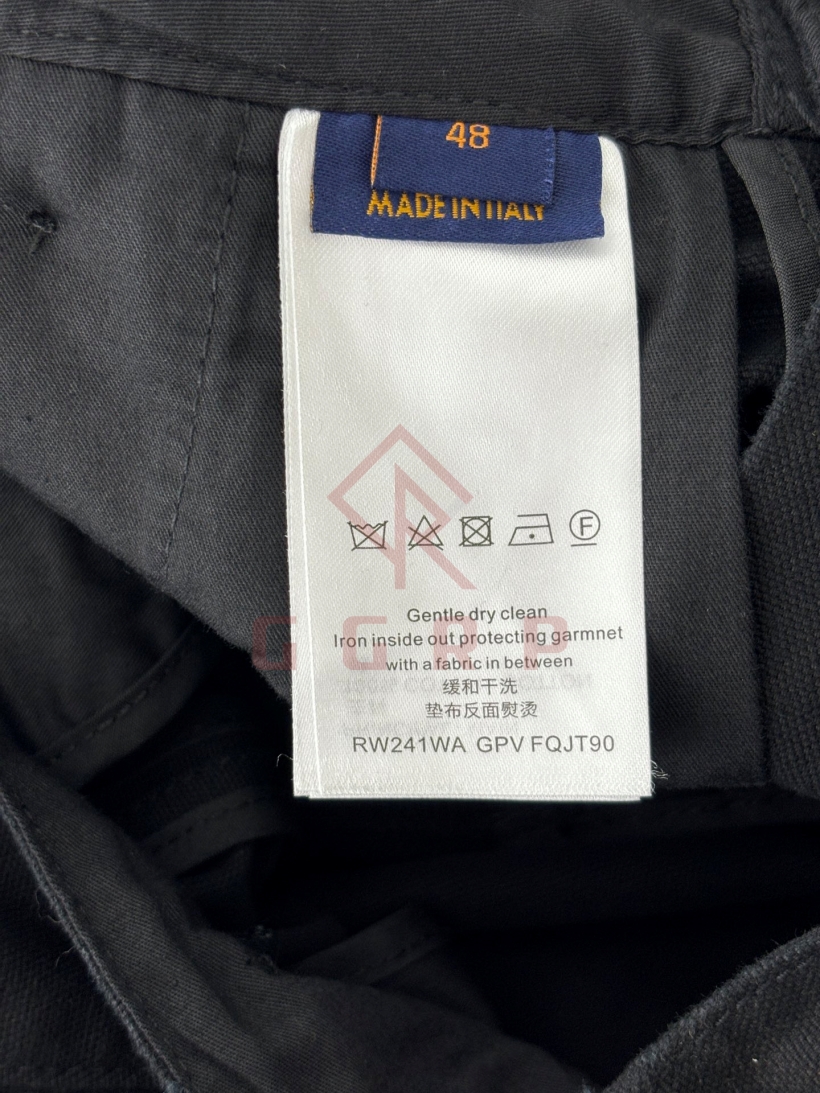 48
MADE IN ITALY
F
Gentle dry clean
Iron inside out protecting garmnet
with a fabric in between
缓和干洗
垫布反面熨烫
RW241WA GPV FQJT90
GGRP